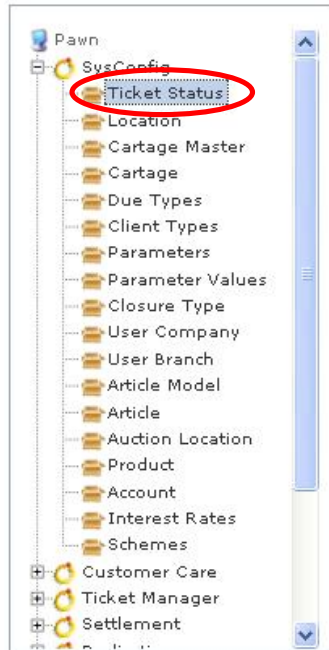 Pawn
SysConfig
Ticket Status
Location
Cartage Master
Cartage
Due Types
Client Types
Parameters
Parameter Values
Closure Type
User Company
User Branch
Article Model
Article
Auction Location
Product
Account
Interest Rates
Schemes
Customer Care
Ticket Manager
Settlement